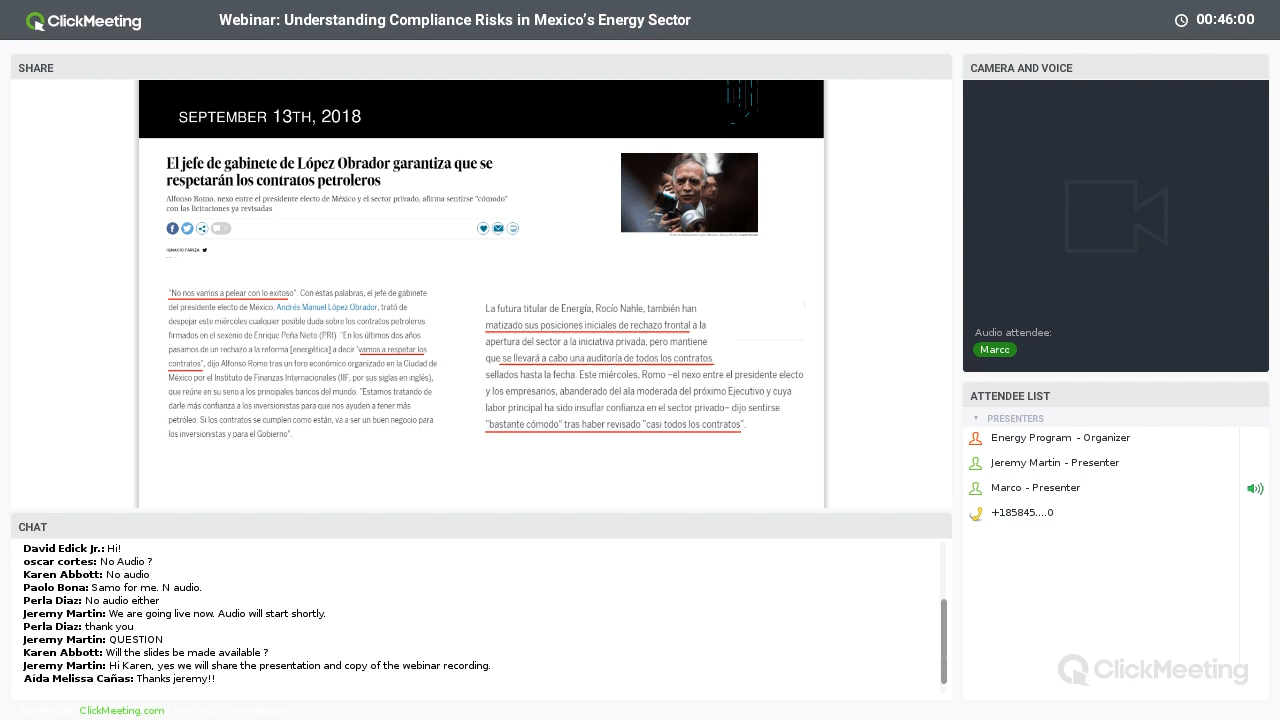 ClickMeeting
Webinar: Understanding Compliance Risks in Mexico's Energy Sector
00:46:00
SHARE
SEPTEMBER 13TH, 2018
El jefe de gabinete de López Obrador garantiza que se
respetarán los contratos petroleros
Alfonso Romo, nexo entre el presidente electo de México y el sector privado, afirma sentirse "cómodo"
con las licitaciones ya revisadas
IGNACIO FARIZA
"No nos vamos a pelear con lo exitoso". Con estas palabras, el jefe de gabinete
del presidente electo de México, Andrés Manuel López Obrador, trató de
despejar este miércoles cualquier posible duda sobre los contratos petroleros
firmados en el sexenio de Enrique Peña Nieto (PRI). "En los últimos dos años
pasamos de un rechazo a la reforma [energética] a decir 'vamos a respetar los
contratos", dijo Alfonso Romo tras un foro económico organizado en la Ciudad de
México por el Instituto de Finanzas Internacionales (IIF, por sus siglas en inglés),
que reúne en su seno a los principales bancos del mundo. "Estamos tratando de
darle más confianza a los inversionistas para que nos ayuden a tener más
petróleo. Si los contratos se cumplen como están, va a ser un buen negocio para
los inversionistas y para el Gobierno".
La futura titular de Energía, Rocío Nahle, también han
matizado sus posiciones iniciales de rechazo frontal a la
apertura del sector a la iniciativa privada, pero mantiene
que se llevará a cabo una auditoría de todos los contratos
sellados hasta la fecha. Este miércoles, Romo –el nexo entre el presidente electo
y los empresarios, abanderado del ala moderada del próximo Ejecutivo y cuya
labor principal ha sido insuflar confianza en el sector privado– dijo sentirse
"bastante cómodo" tras haber revisado "casi todos los contratos".
CHAT
David Edick Jr.: Hi!
oscar cortes: No Audio ?
Karen Abbott: No audio
Paolo Bona: Samo for me. N audio.
Perla Diaz: No audio either
Jeremy Martin: We are going live now. Audio will start shortly.
Perla Diaz: thank you
Jeremy Martin: QUESTION
Karen Abbott: Will the slides be made available ?
Jeremy Martin: Hi Karen, yes we will share the presentation and copy of the webinar recording.
Aída Melissa Cañas: Thanks jeremy!!
ClickMeeting.com
CAMERA AND VOICE
Audio attendee:
Marco
ATTENDEE LIST
PRESENTERS
Energy Program - Organizer
Jeremy Martin - Presenter
Marco - Presenter
+185845....0
ClickMeeting